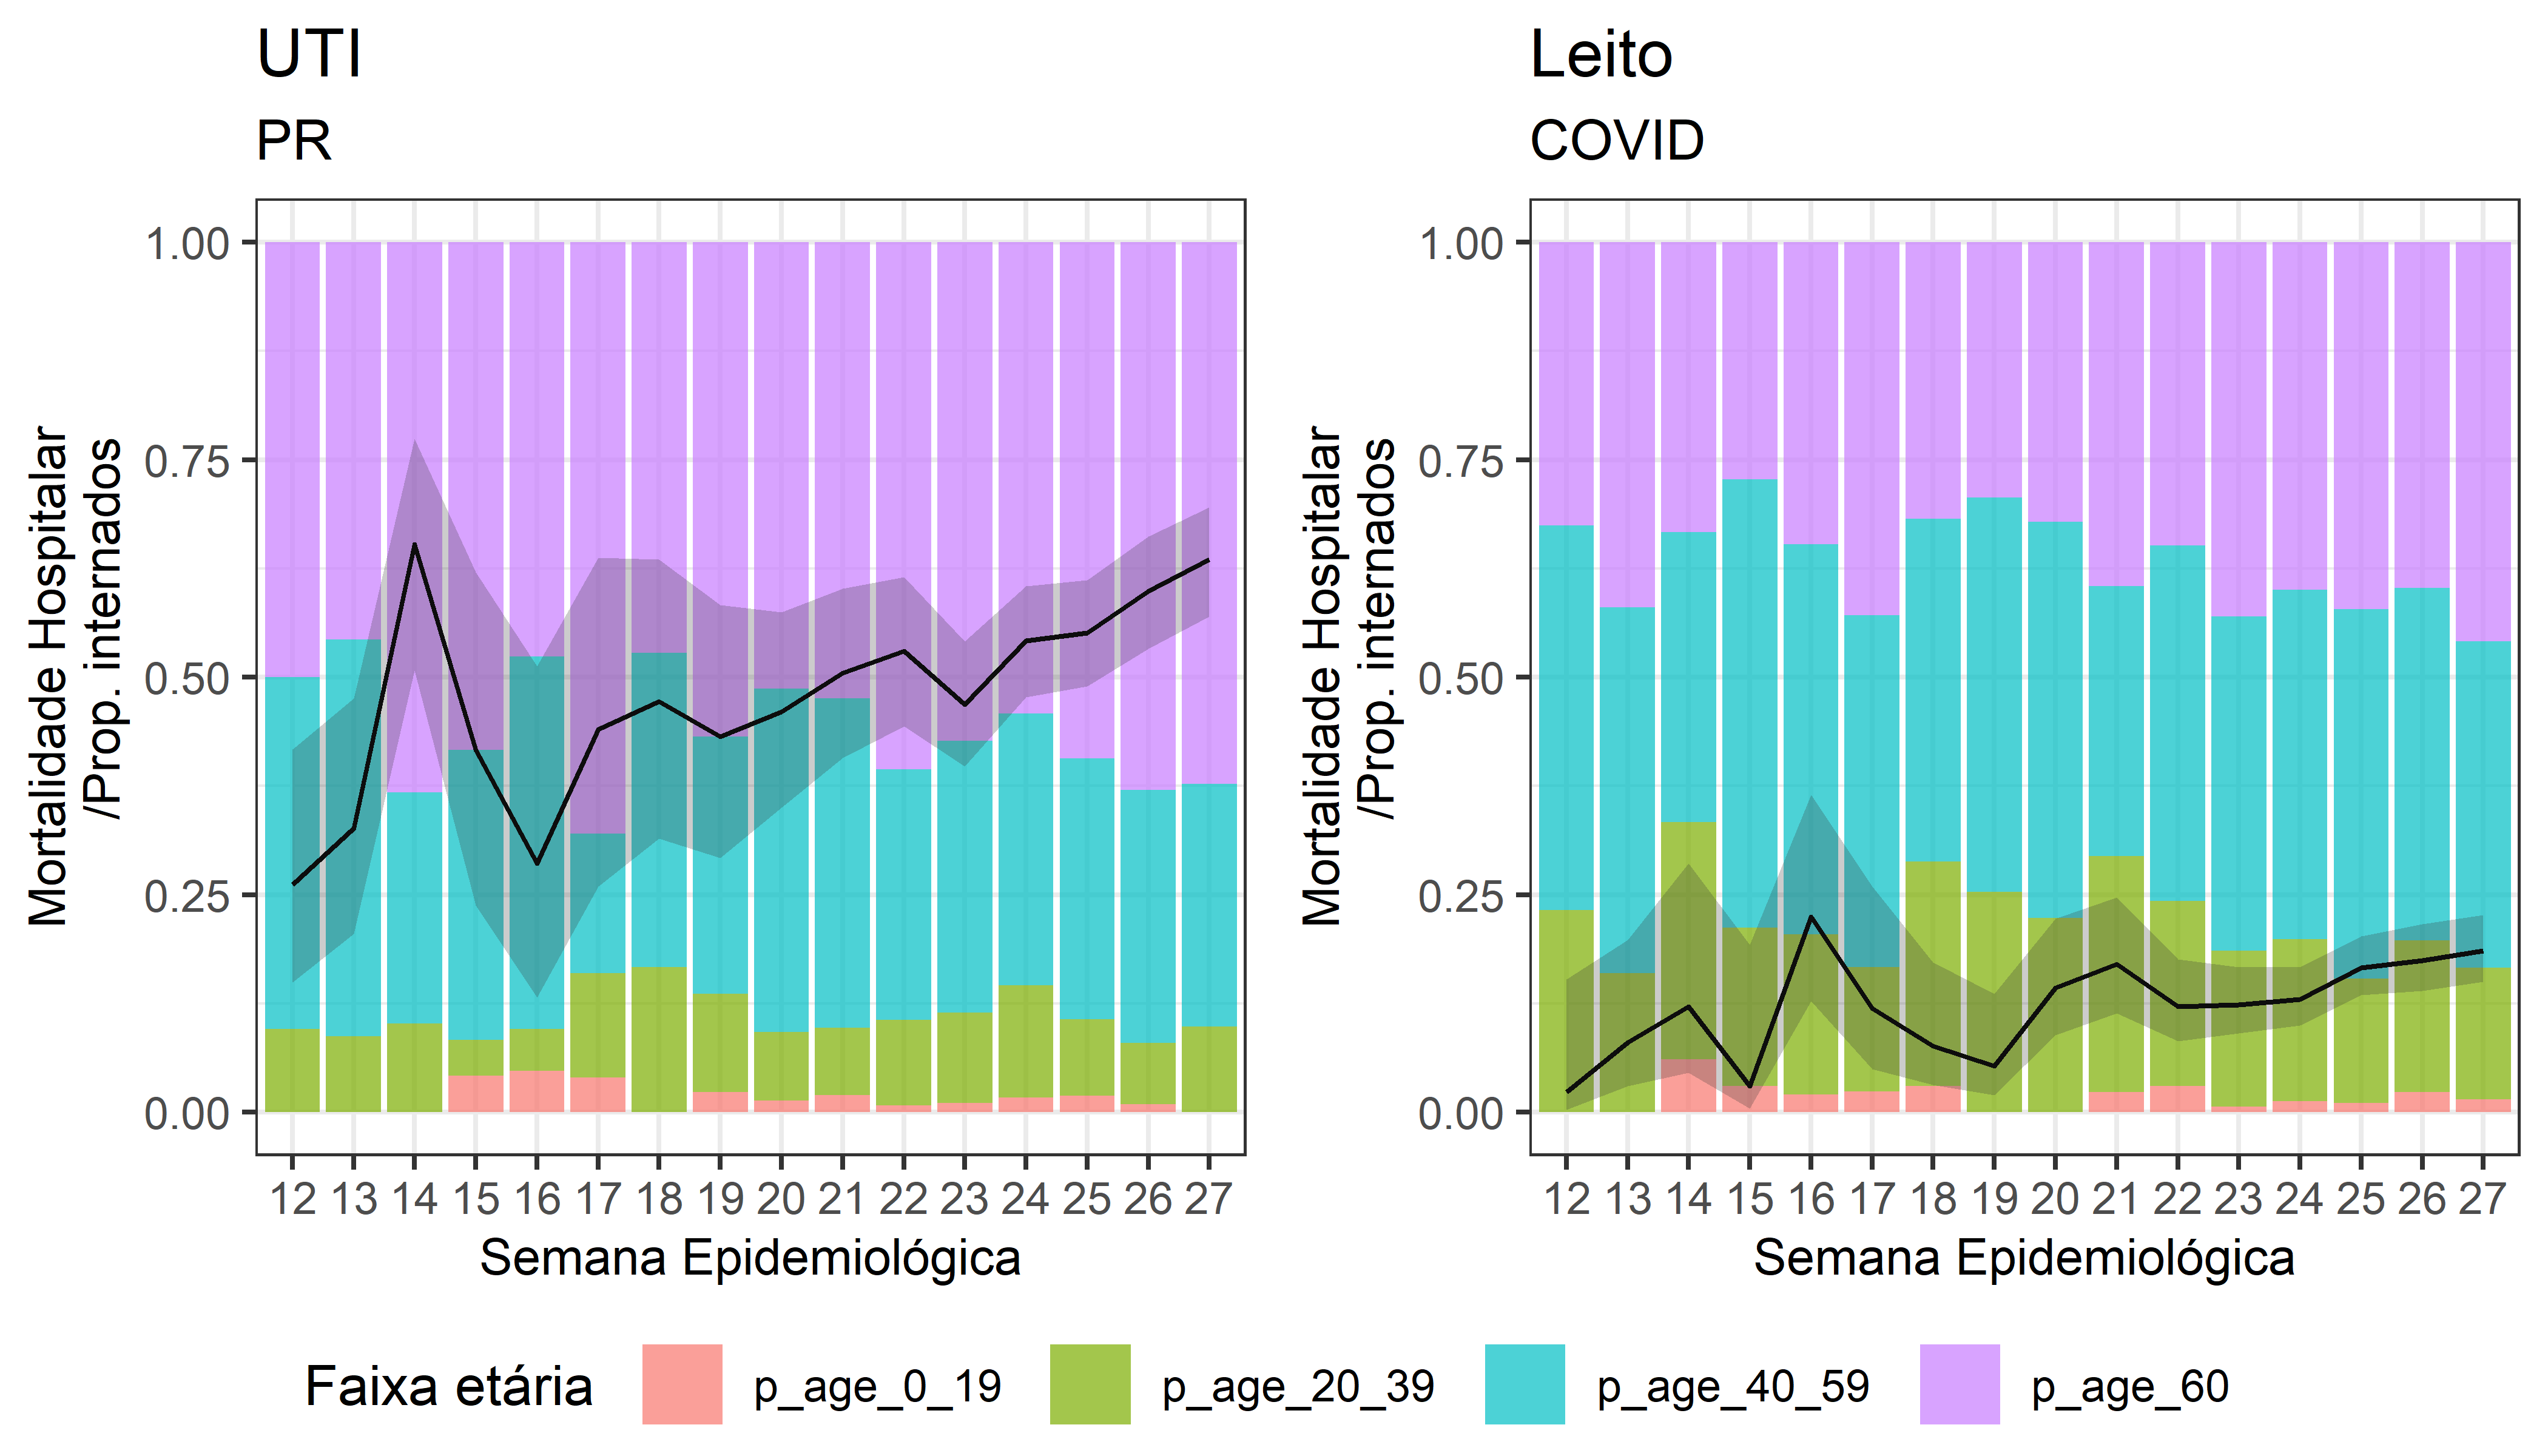 UTI
PR
Mortalidade Hospitalar
/Prop. internados
1.00
0.75
0.50
0.25
0.00
12 13 14 15 16 17 18 19 20 21 22 23 24 25 26 27
Semana Epidemiológica
Leito
COVID
Mortalidade Hospitalar
/Prop. internados
1.00
0.75
0.50
0.25
0.00
12 13 14 15 16 17 18 19 20 21 22 23 24 25 26 27
Semana Epidemiológica
Faixa etária p_age_0_19 p_age_20_39 p_age_40_59 p_age_60